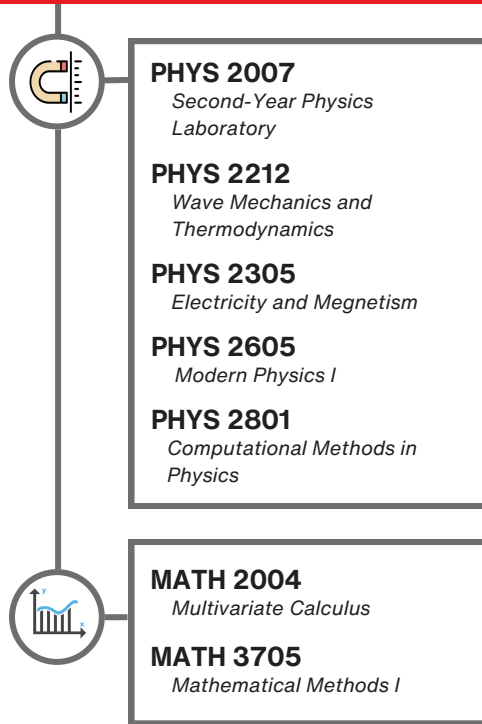 PHYS 2007
Second-Year Physics
Laboratory
PHYS 2212
Wave Mechanics and
Thermodynamics
PHYS 2305
Electricity and Megnetism
PHYS 2605
Modern Physics I
PHYS 2801
Computational Methods in
Physics
y
x
MATH 2004
Multivariate Calculus
MATH 3705
Mathematical Methods I